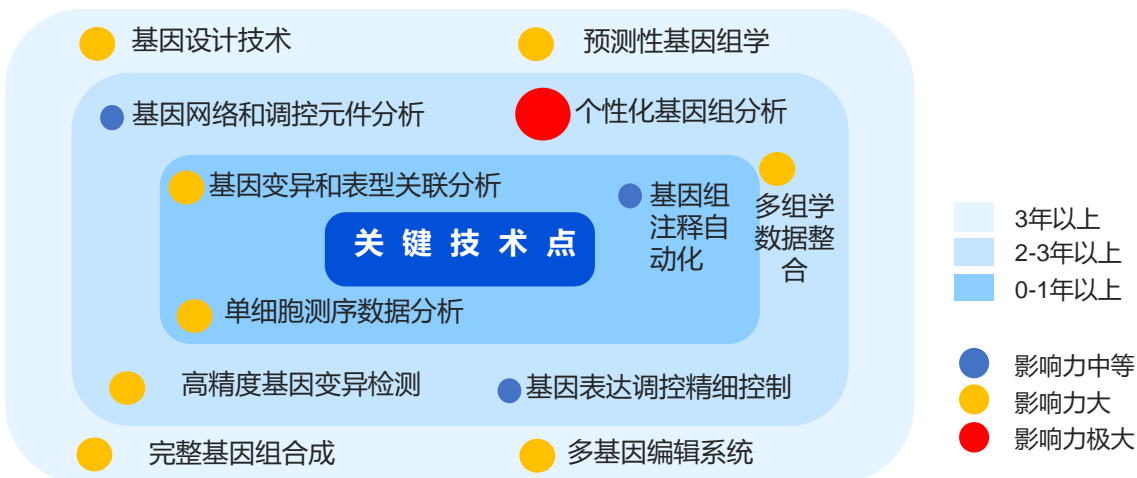 基因设计技术
预测性基因组学
基因网络和调控元件分析
个性化基因组分析
基因变异和表型关联分析
基因组
注释自
动化
多组学
数据整
合
关键技术点
单细胞测序数据分析
高精度基因变异检测
基因表达调控精细控制
完整基因组合成
多基因编辑系统
3年以上
2-3年以上
0-1年以上
影响力中等
影响力大
影响力极大